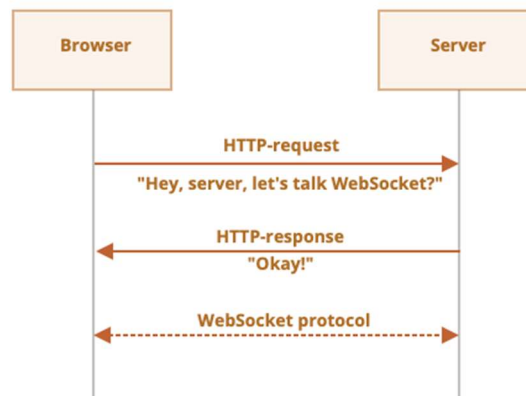 Browser
Server
HTTP-request
"Hey, server, let's talk WebSocket?"
HTTP-response
"Okay!"
WebSocket protocol